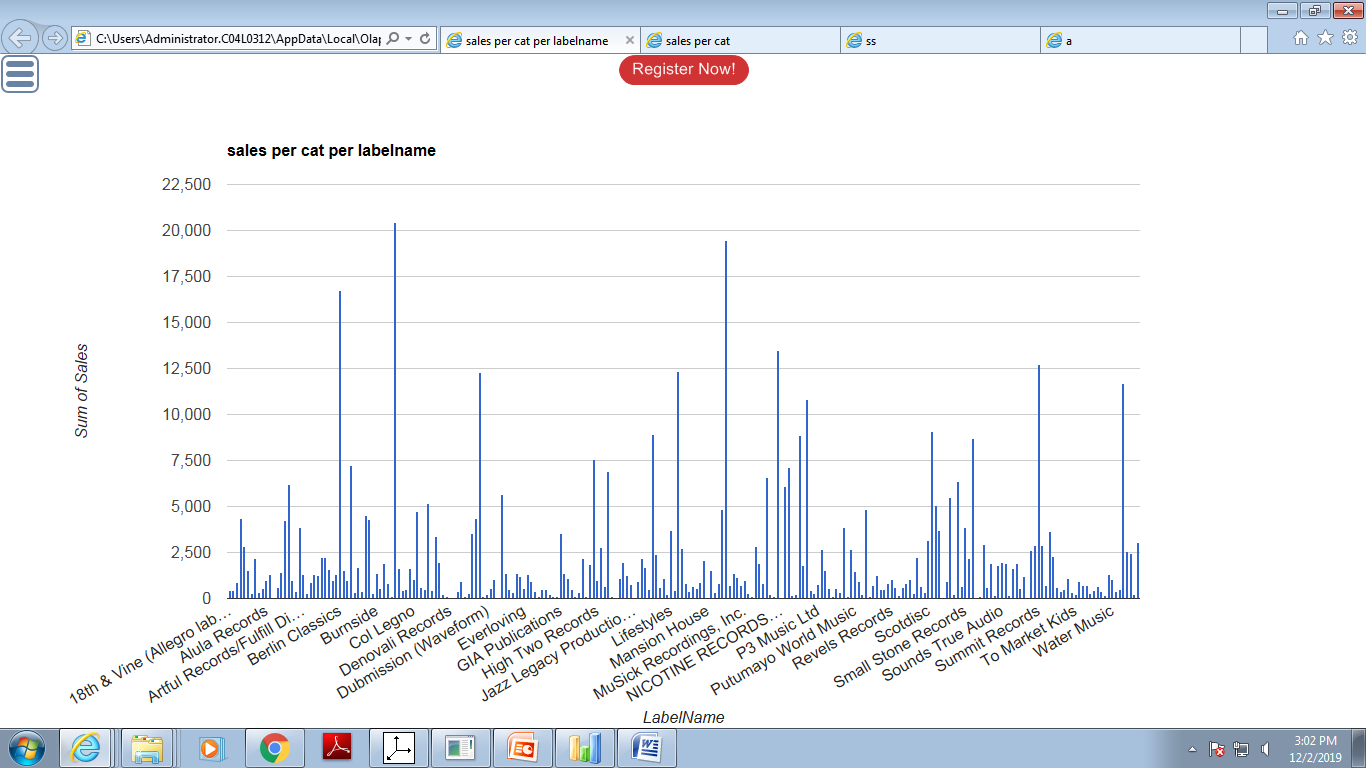 C:\Users\Administrator.C04L0312\AppData\Local\Olap
sales per cat per labelname
sales per cat
ss
a
Register Now!
sales per cat per labelname
22,500
20,000
17,500
15,000
12,500
10,000
7,500
5,000
2,500
0
Sum of Sales
18th & Vine (Allegro lab…
Alula Records
Artful Records/Fulfill Di…
Berlin Classics
Burnside
Col Legno
Denovali Records
Dubmission (Waveform)
Everloving
GIA Publications
High Two Records
Jazz Legacy Productio…
Lifestyles
Mansion House
MuSick Recordings, Inc.
NICOTINE RECORDS…
P3 Music Ltd
Putumayo World Music
Revels Records
Scotdisc
Small Stone Records
Sounds True Audio
Summit Records
To Market Kids
Water Music
LabelName
3:02 PM
12/2/2019